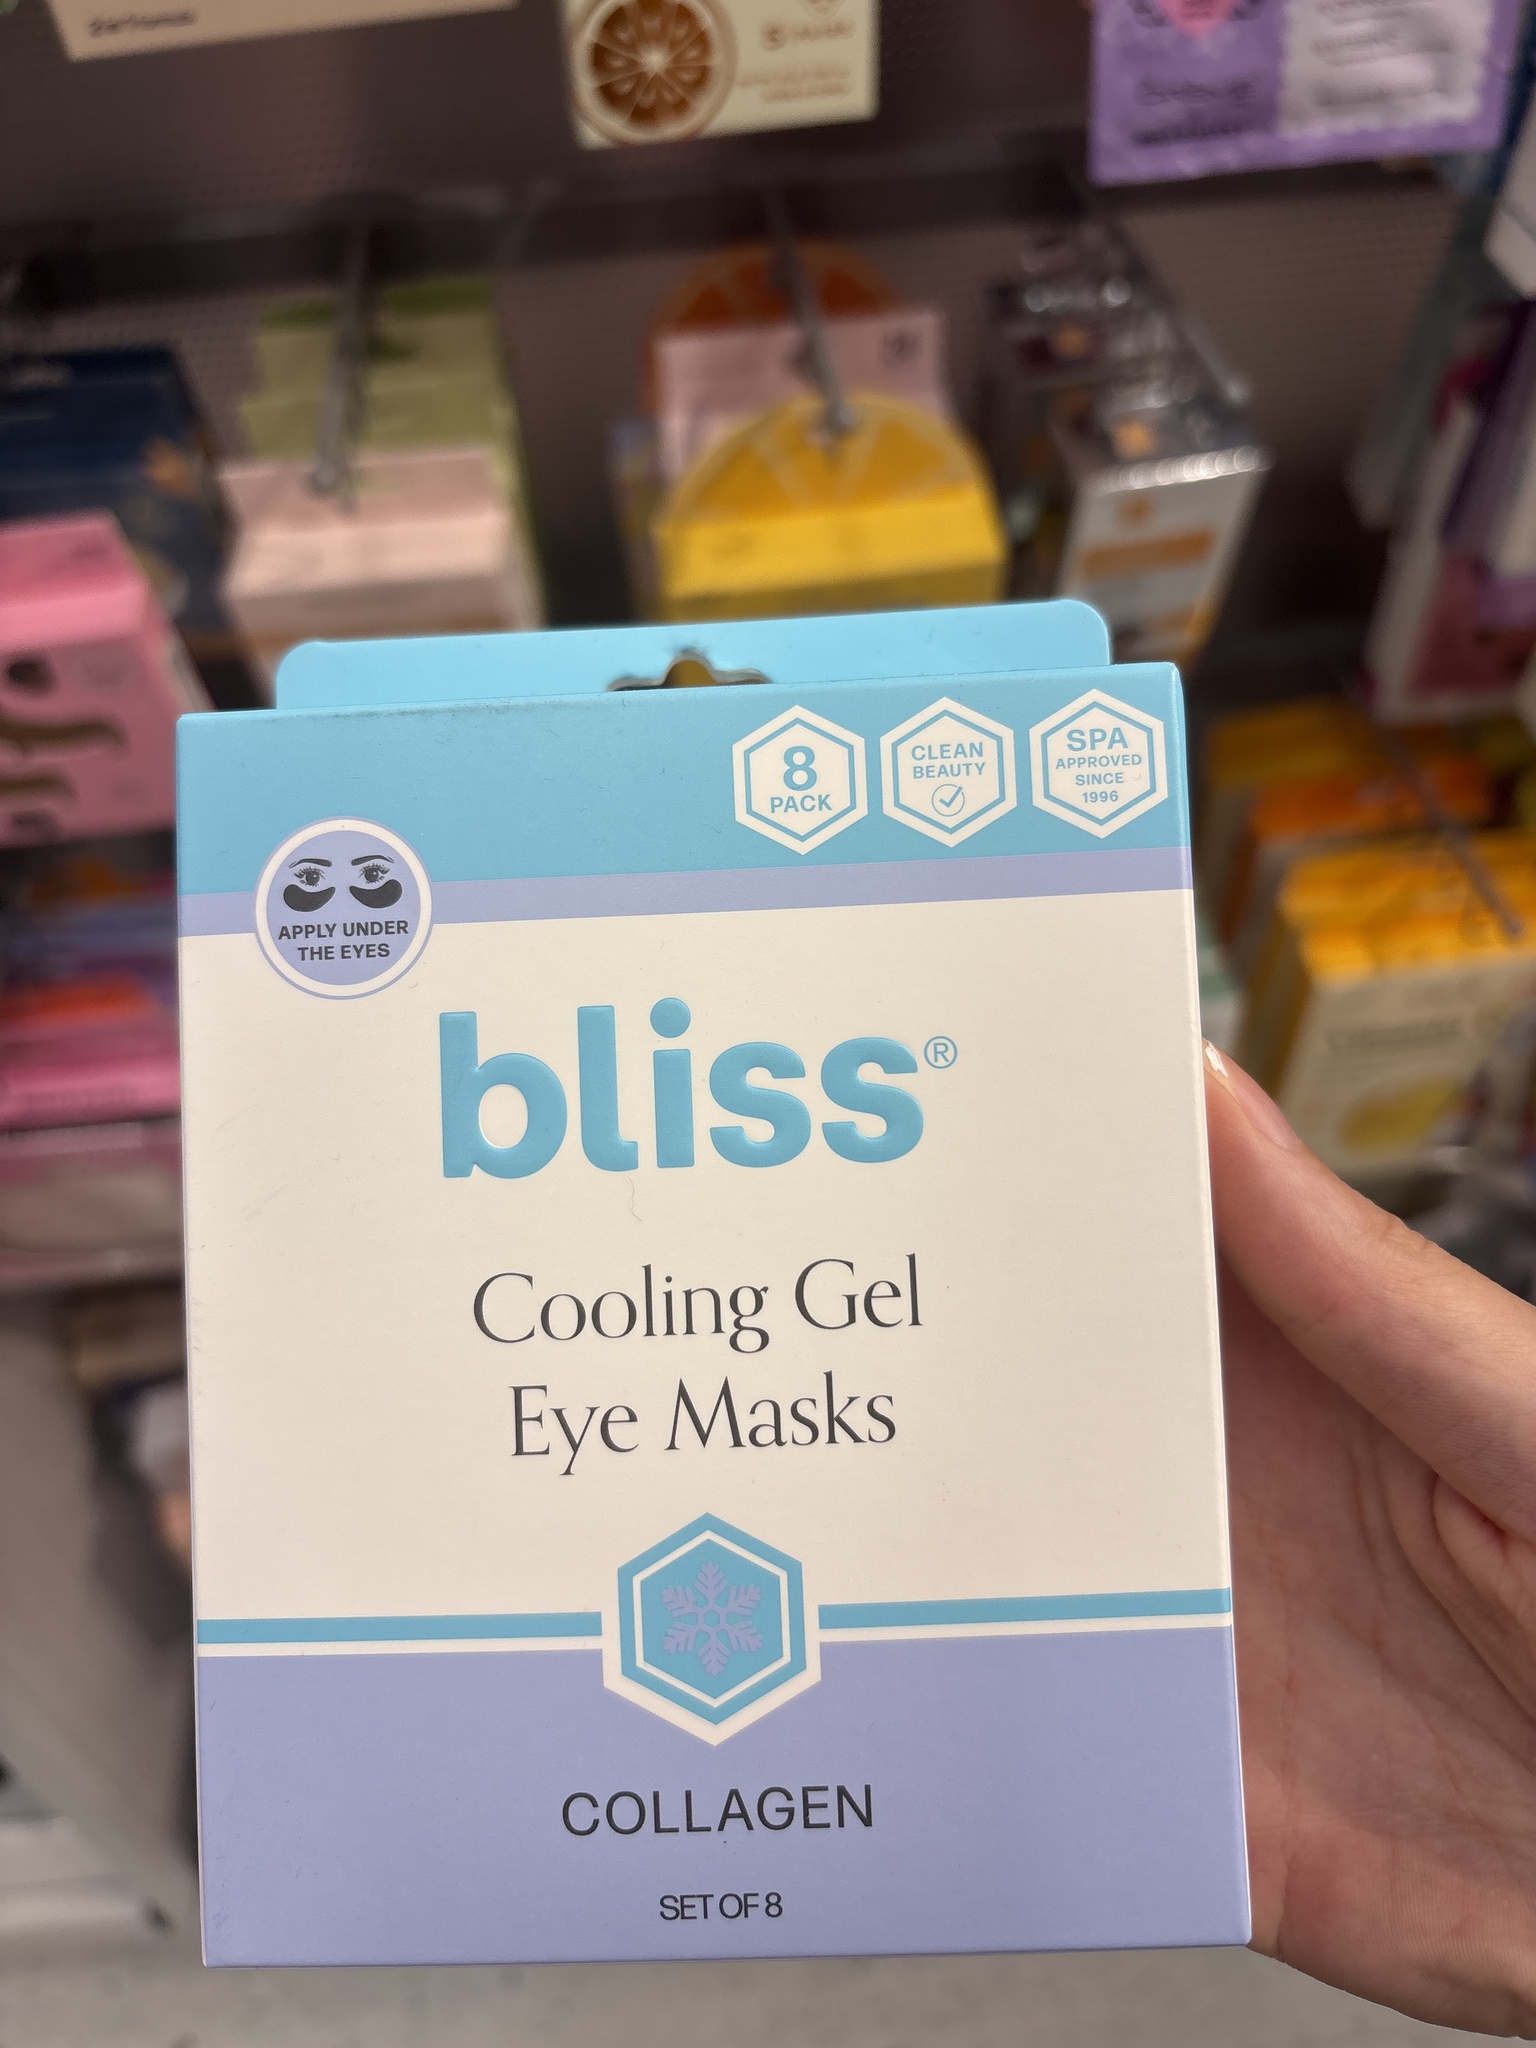 8
PACK
CLEAN
BEAUTY
SPA
APPROVED
SINCE
1996
APPLY UNDER
THE EYES
bliss®
Cooling Gel
Eye Masks
COLLAGEN
SET OF 8